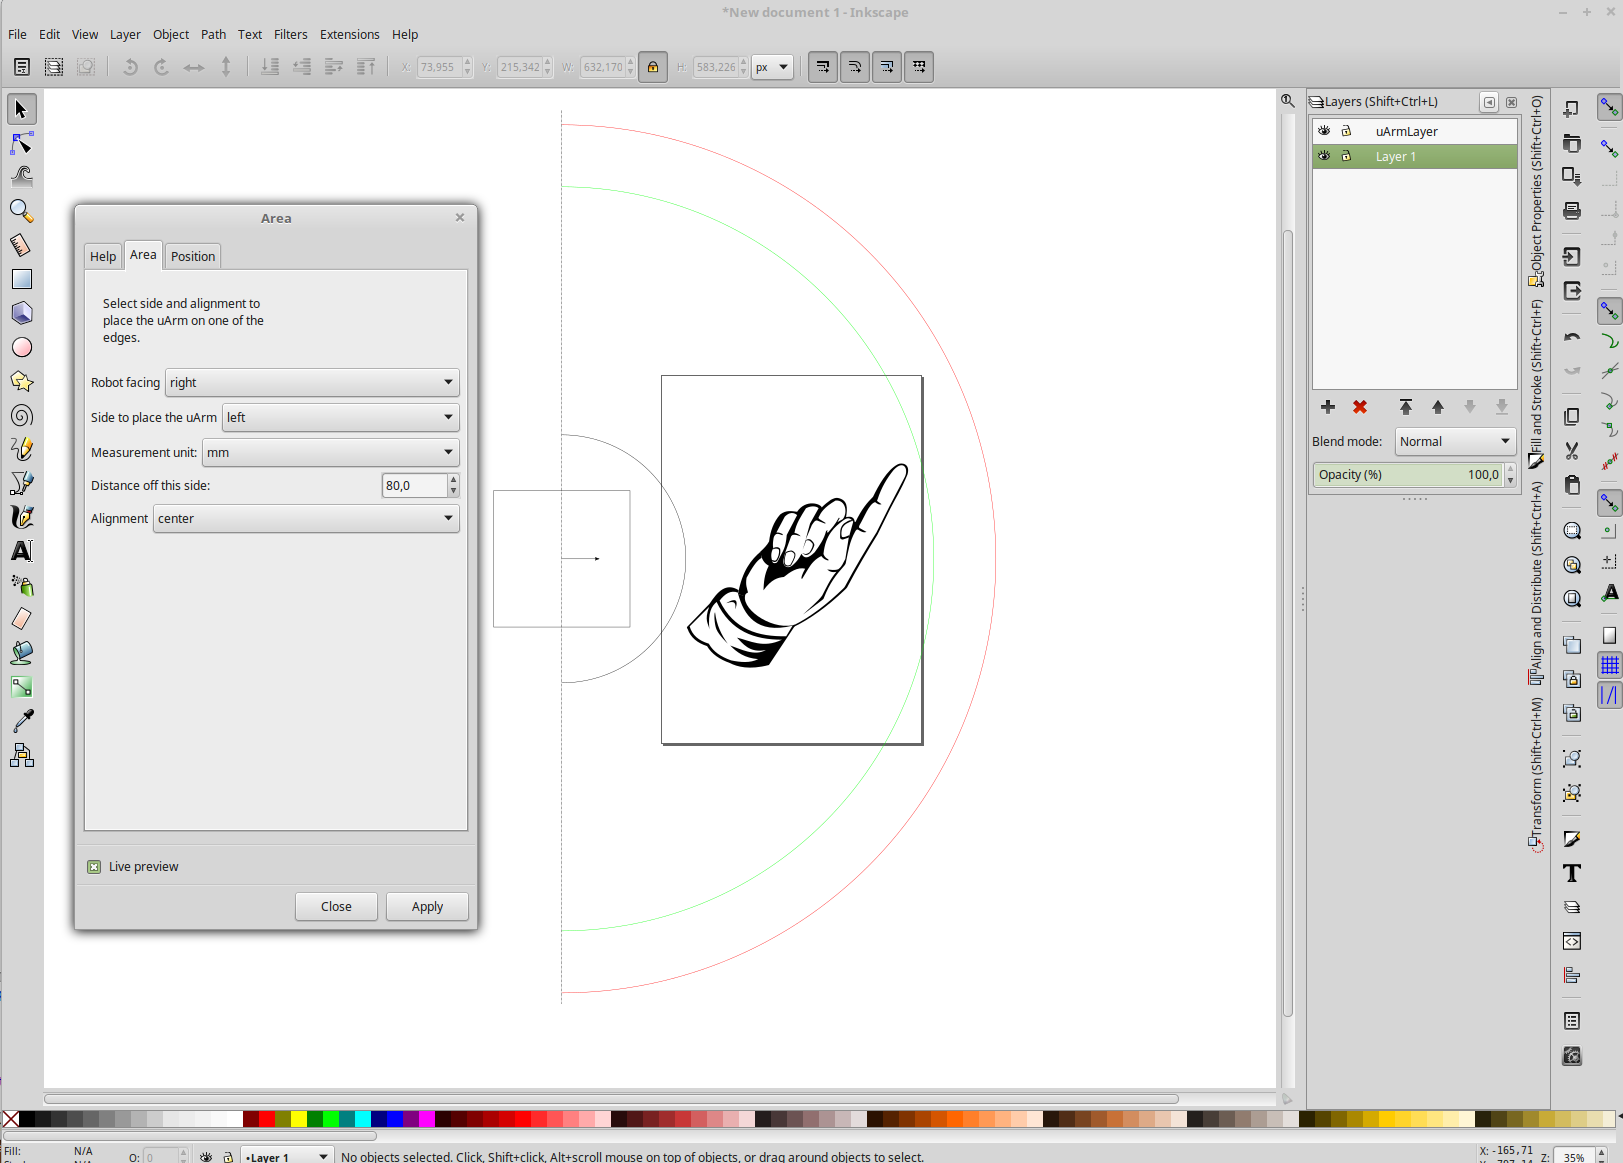 *New document 1 - Inkscape
File Edit View Layer Object Path Text Filters Extensions Help
X: 73,955 Y: 215,342 W: 632,170 H: 583,226 px
Layers (Shift+Ctrl+L)
uArmLayer
Layer 1
Blend mode: Normal
Opacity (%) 100,0
Object Properties (Shift+Ctrl+O)
Fill and Stroke (Shift+Ctrl+F)
Align and Distribute (Shift+Ctrl+A)
Transform (Shift+Ctrl+M)
Area
Help Area Position
Select side and alignment to
place the uArm on one of the
edges.
Robot facing right
Side to place the uArm left
Measurement unit: mm
Distance off this side: 80,0
Alignment center
Live preview
Close Apply
Fill: N/A
O: 0 •Layer 1 No objects selected. Click, Shift+click, Alt+scroll mouse on top of objects, or drag around objects to select.
X: -165,71 Z: 35%